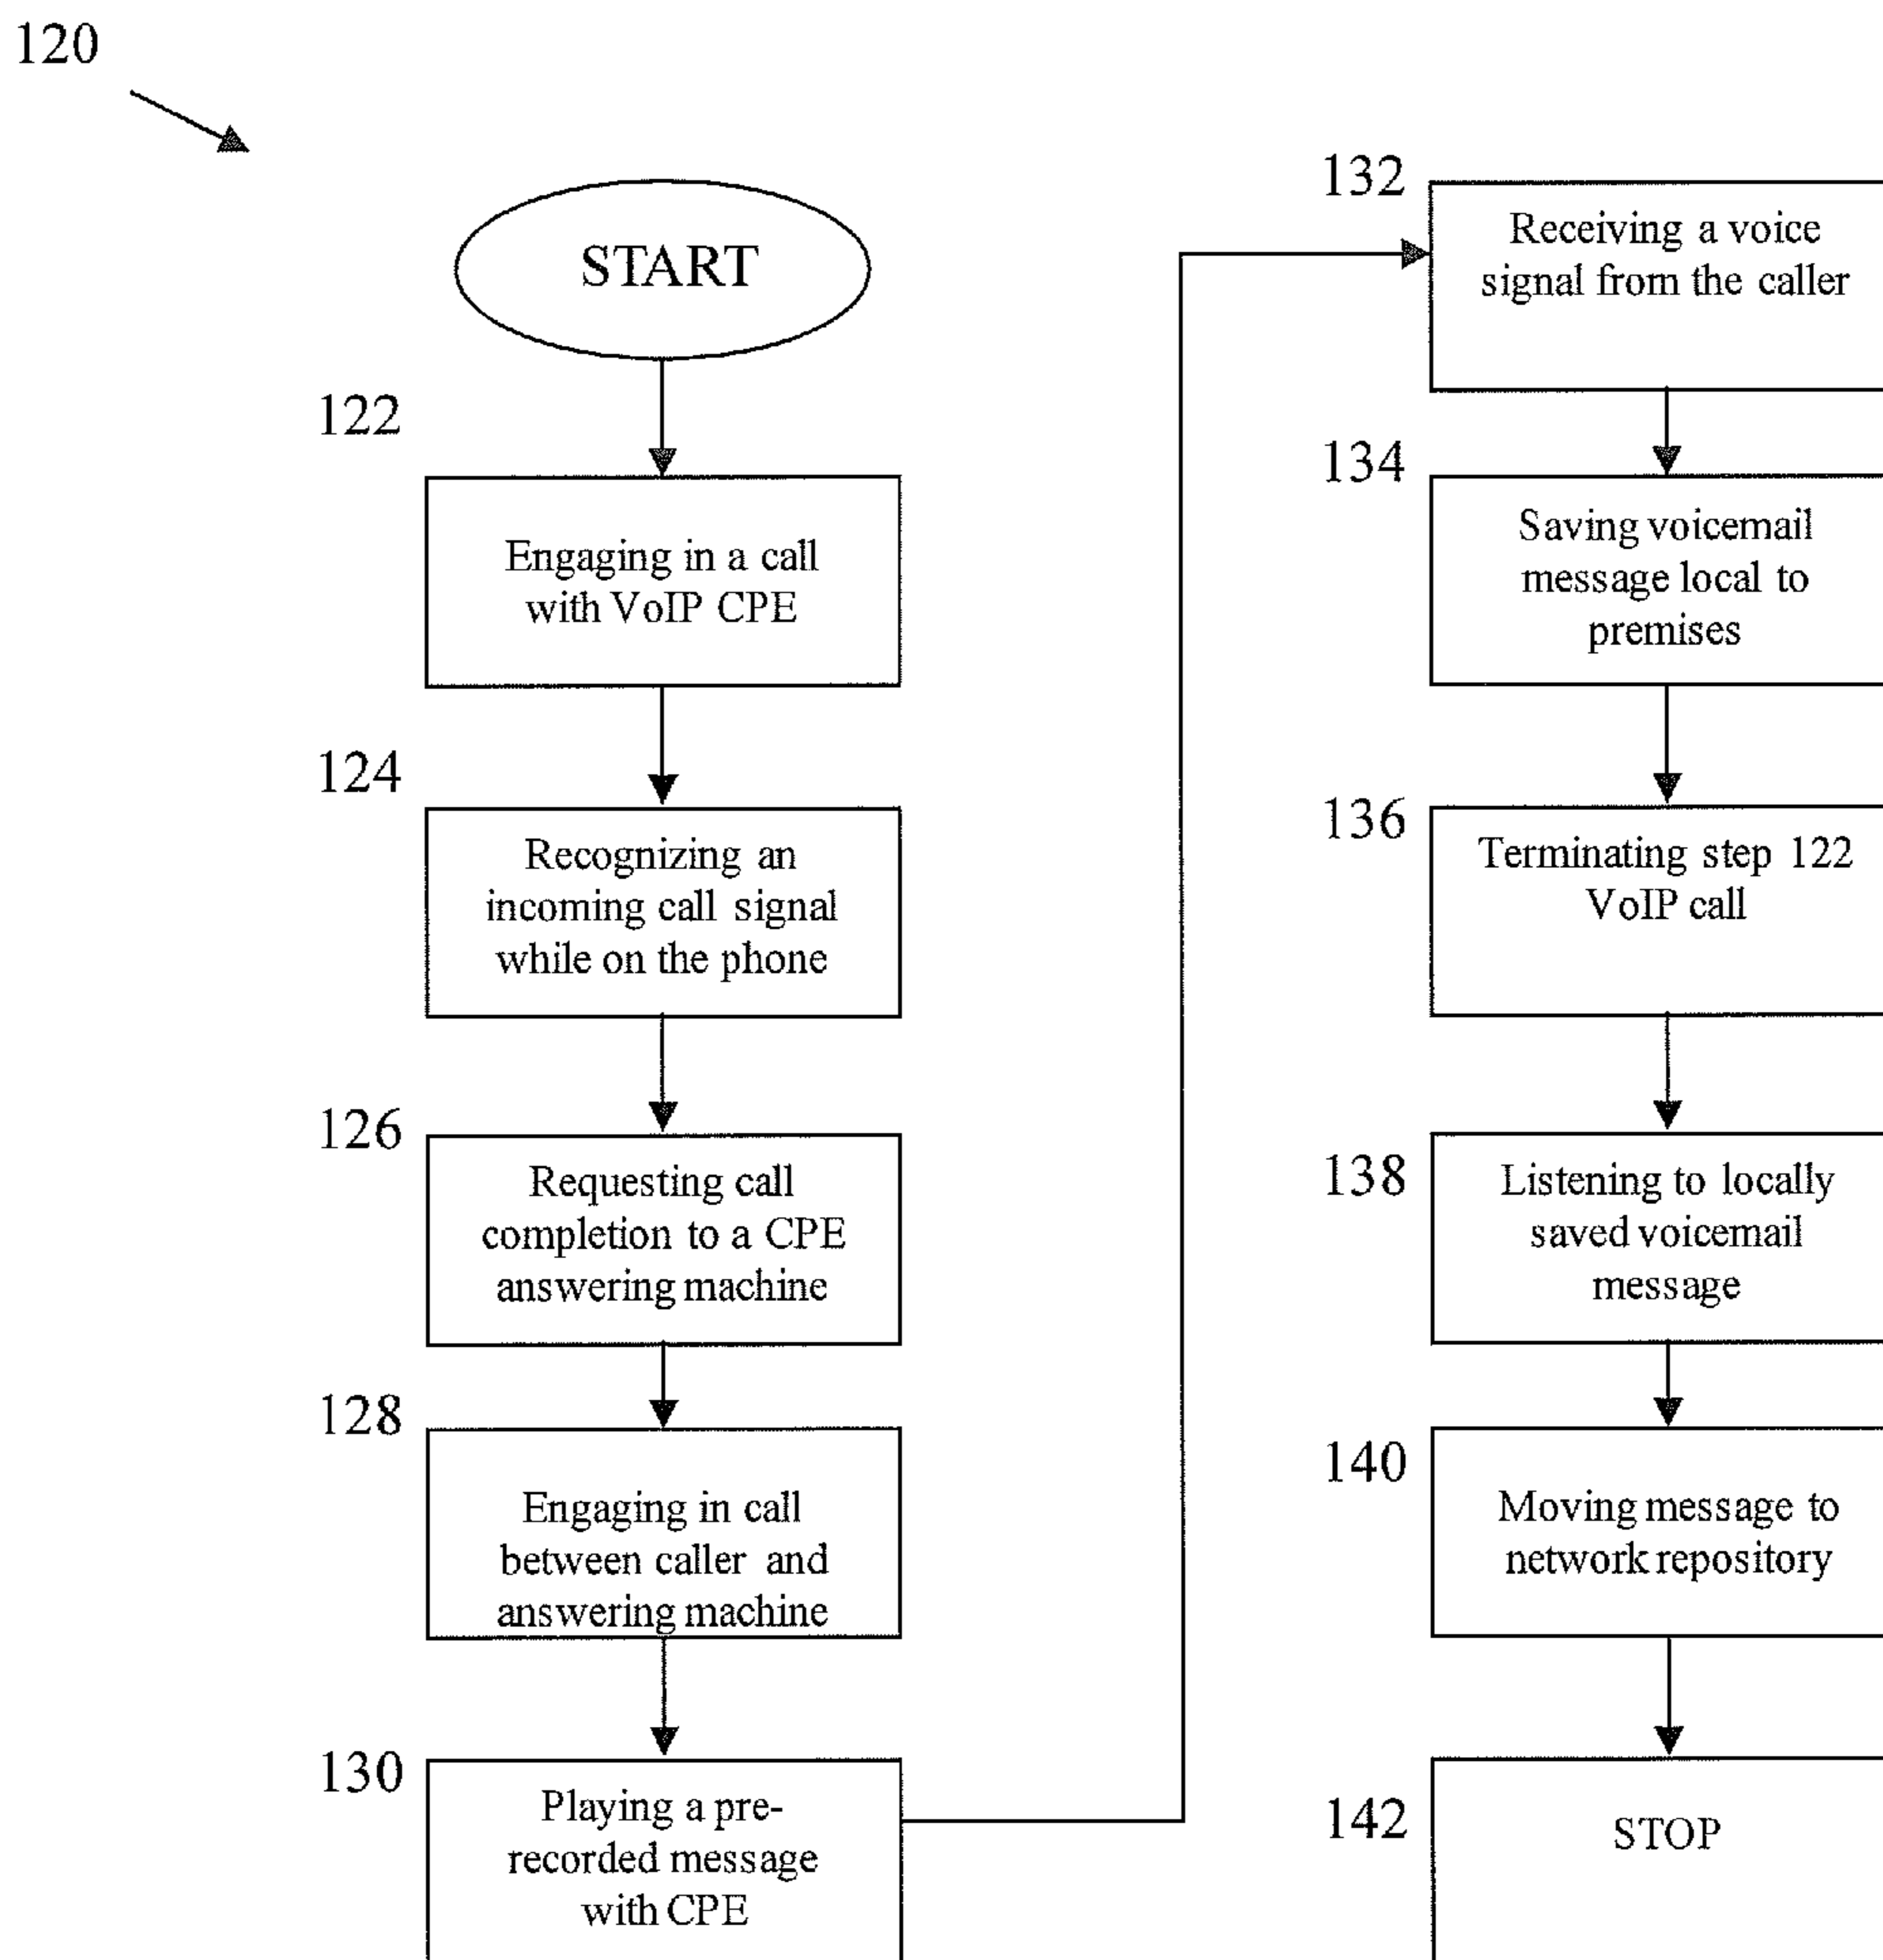 120
START
122
Engaging in a call
with VoIP CPE
124
Recognizing an
incoming call signal
while on the phone
126
Requesting call
completion to a CPE
answering machine
128
Engaging in call
between caller and
answering machine
130
Playing a pre-
recorded message
with CPE
132
Receiving a voice
signal from the caller
134
Saving voicemail
message local to
premises
136
Terminating step 122
VoIP call
138
Listening to locally
saved voicemail
message
140
Moving message to
network repository
142
STOP